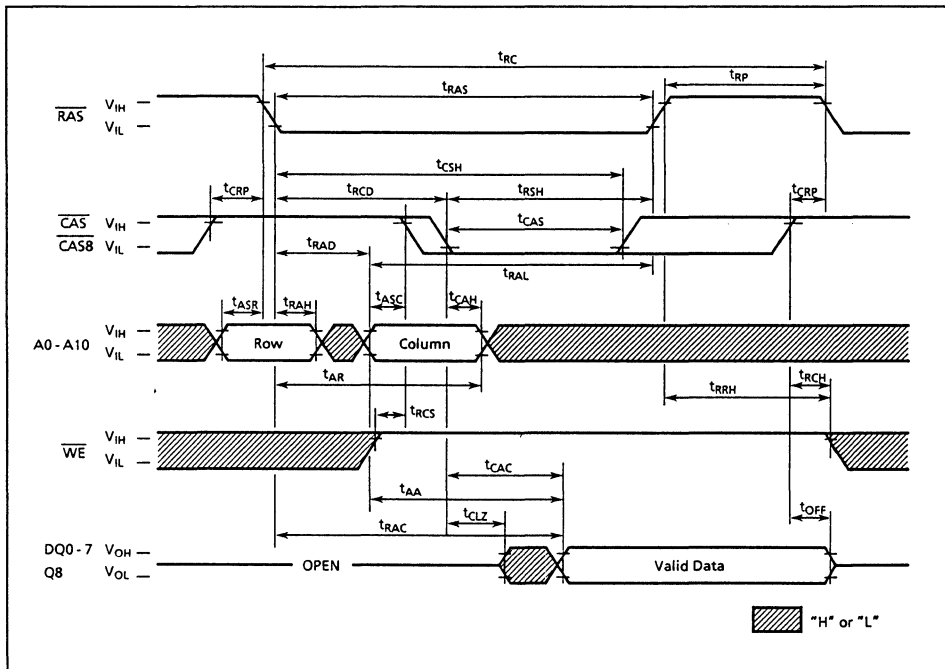 tRC
tRP
tRAS
RAS VIH
VIL
tCSH
tCRP tRCD tRSH tCRP
CAS VIH tCAS
CAS8 VIL
tRAD tRAL
tASR tRAH tASC tCAH
A0 - A10 VIH Row Column
VIL
tAR tRRH tRCH
tRCS
WE VIH
VIL
tCAC
tAA
tRAC tCLZ tOFF
DQ0 - 7 VOH
Q8 VOL OPEN Valid Data
"H" or "L"